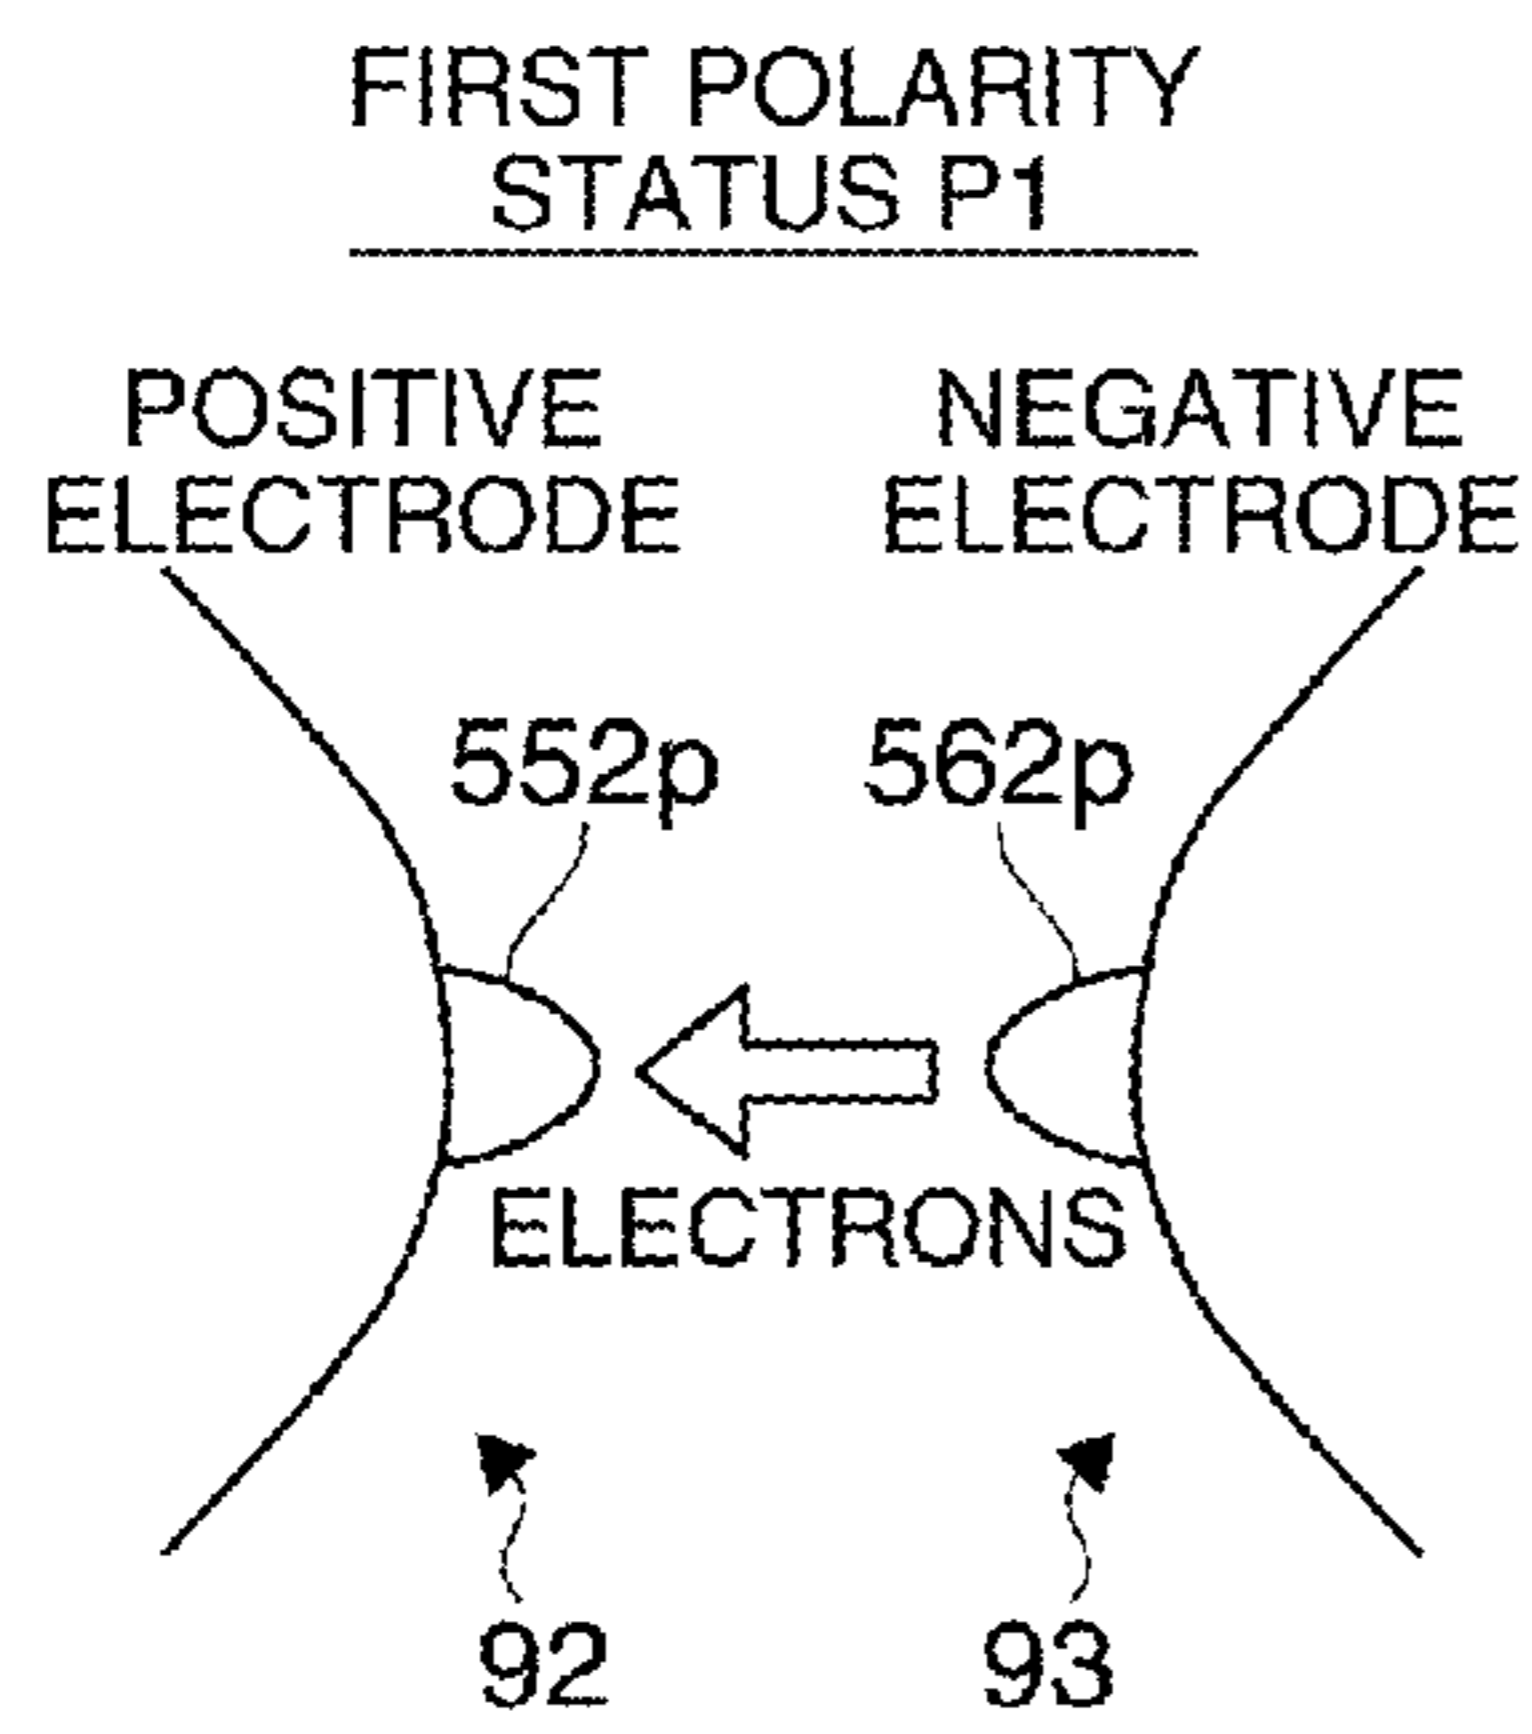 FIRST POLARITY
STATUS P1
POSITIVE
ELECTRODE
NEGATIVE
ELECTRODE
552p
562p
ELECTRONS
92
93